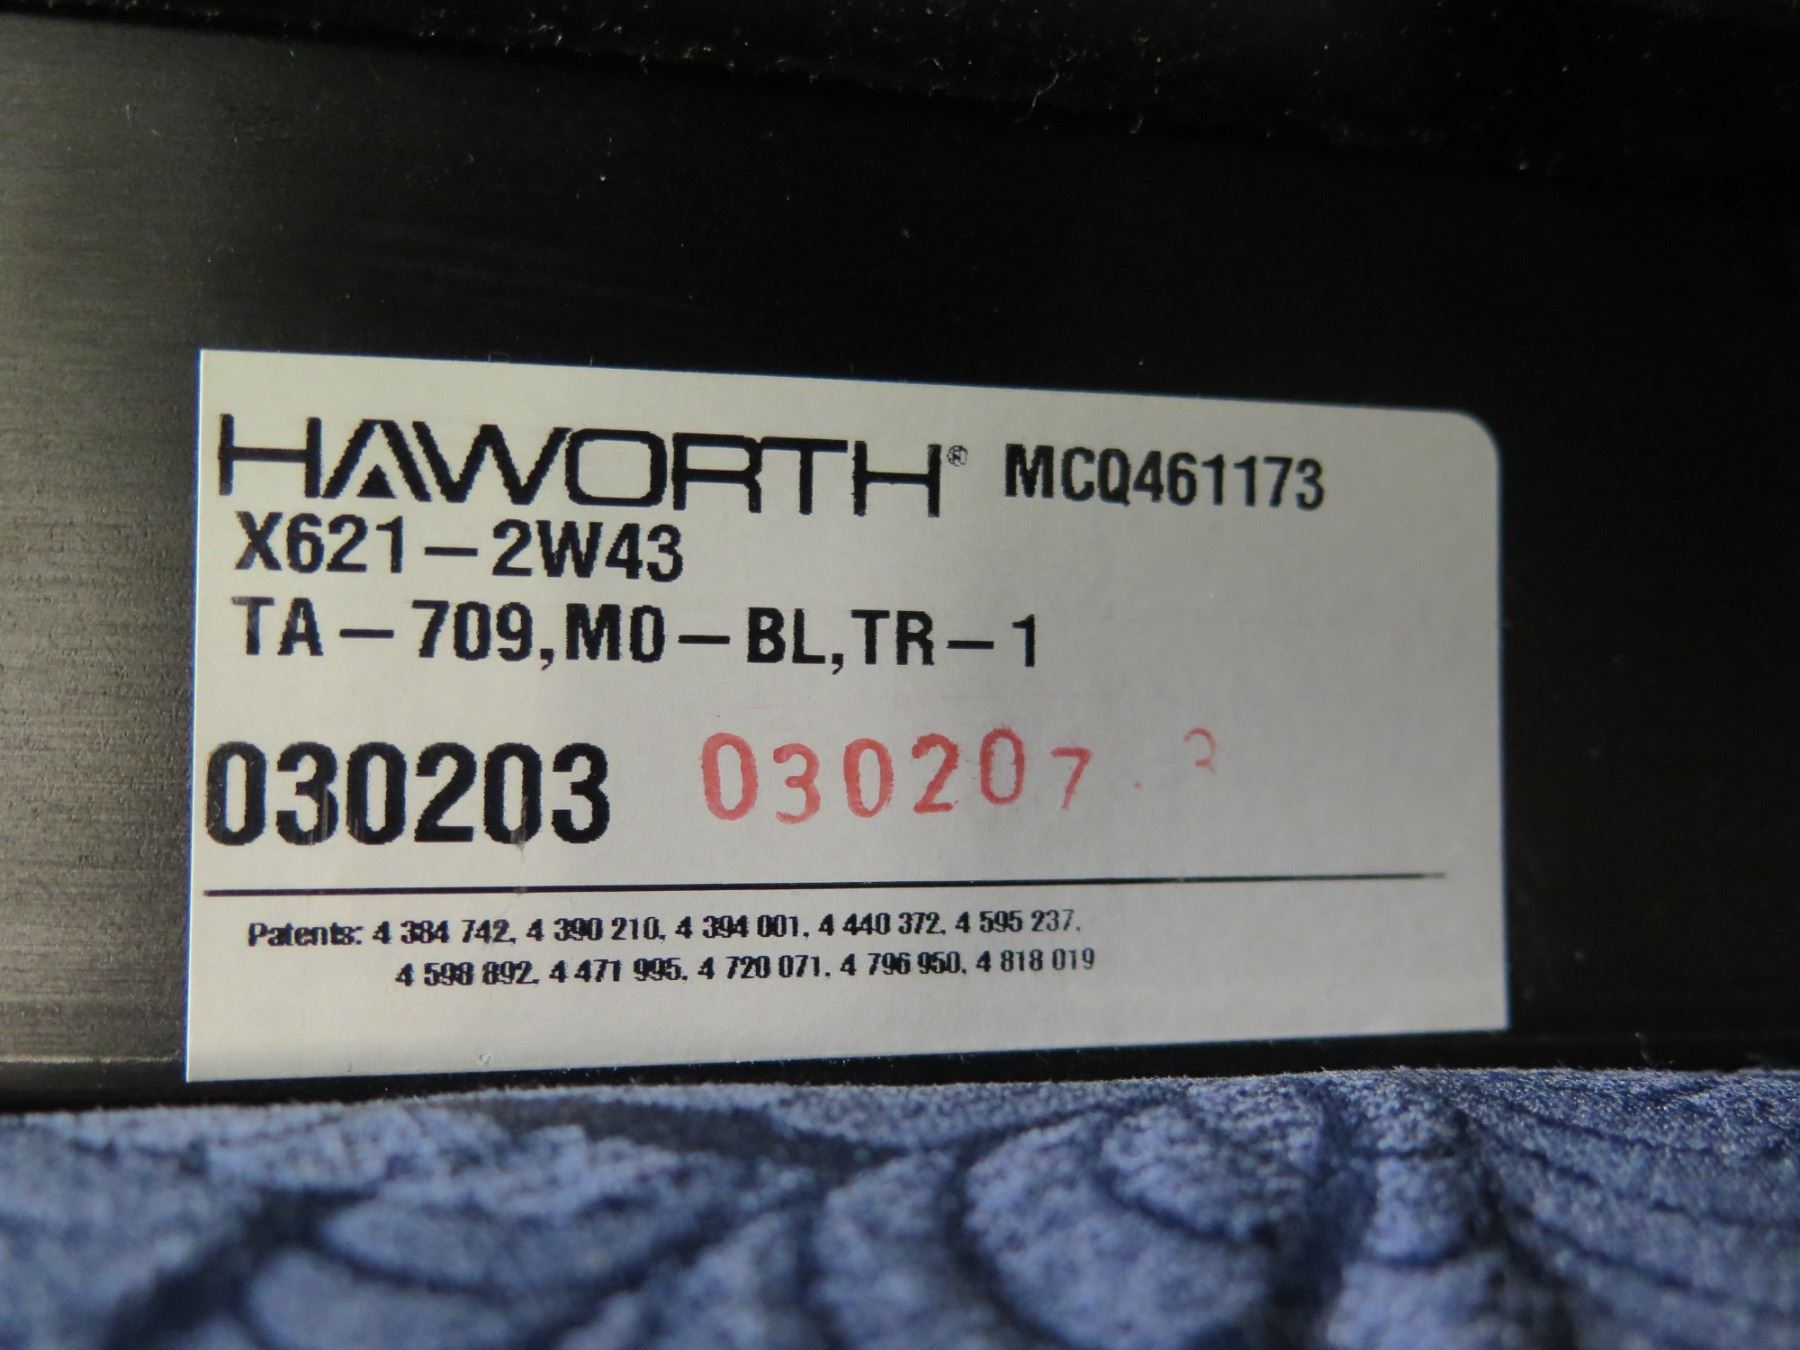 HAWORTH® MCQ461173
X621-2W43
TA-709,M0-BL,TR-1
030203 030207 . 3
Patents: 4 384 742, 4 390 210, 4 394 001, 4 440 372, 4 595 237,
4 598 892, 4 471 995, 4 720 071, 4 796 950, 4 818 019